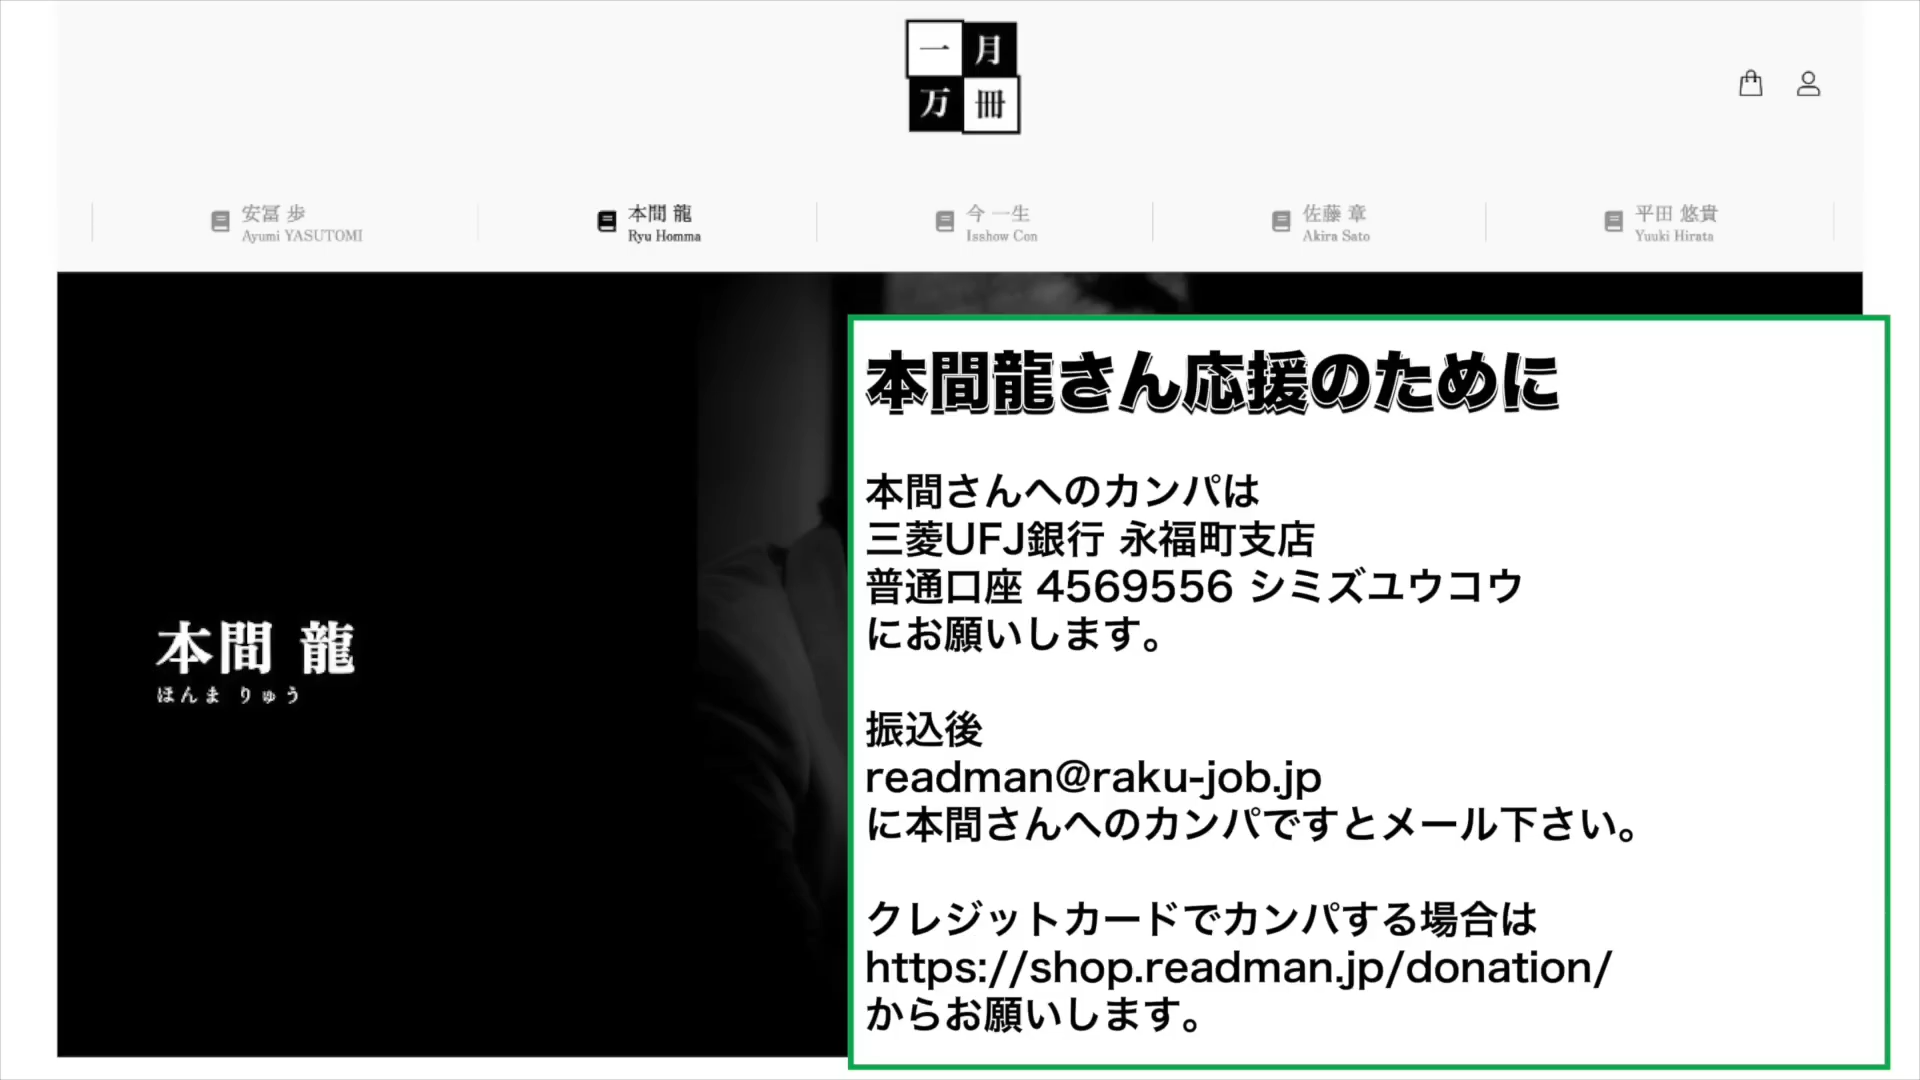 一月
万冊
安冨 歩
Ayumi YASUTOMI
本間 龍
Ryu Homma
今 一生
Isshow Con
佐藤 章
Akira Sato
平田 悠貴
Yuuki Hirata
本間 龍
ほんま りゅう
本間龍さん応援のために
本間さんへのカンパは
三菱UFJ銀行 永福町支店
普通口座 4569556 シミズユウコウ
にお願いします。
振込後
readman@raku-job.jp
に本間さんへのカンパですとメール下さい。
クレジットカードでカンパする場合は
https://shop.readman.jp/donation/
からお願いします。